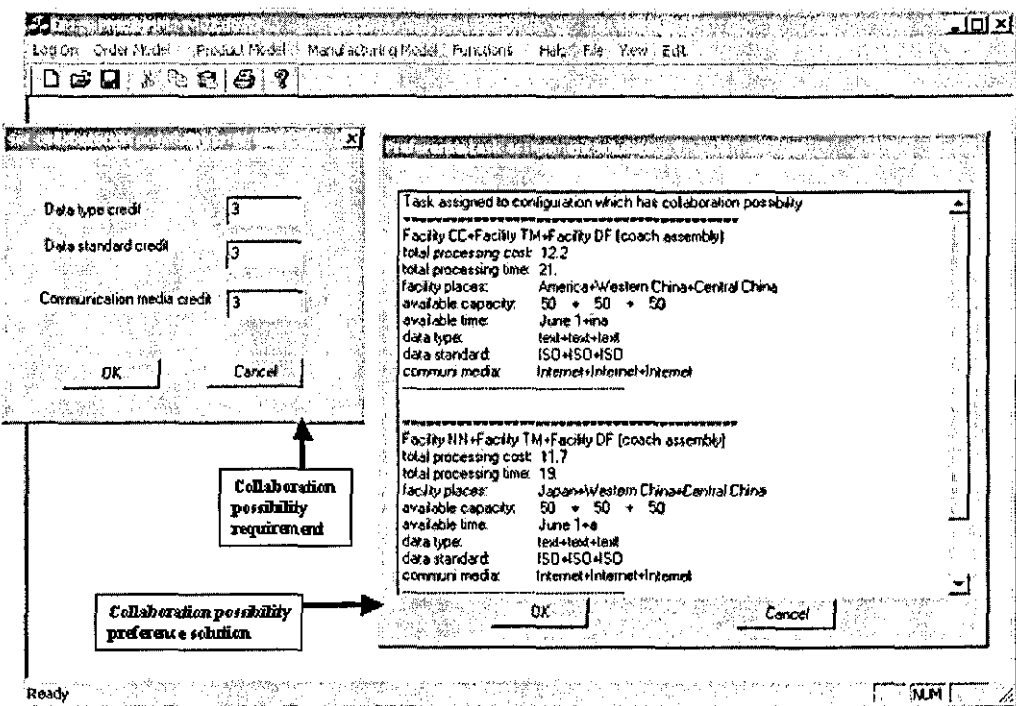 Log On Order Model Product Model Manufacturing Model Functions Help File View Edit
Data type credit 3
Data standard credit 3
Communication media credit 3
OK Cancel
Collaboration
possibility
requirement
Task assigned to configuration which has collaboration possibility
Facility CC+Facility TM+Facility DF (coach assembly)
total processing cost: 12.2
total processing time: 21.
facility places: America+Western China+Central China
available capacity: 50 + 50 + 50
available time: June 1+ina
data type: text+text+text
data standard: ISO+ISO+ISO
communi media: Internet+Internet+Internet
Facility NN+Facility TM+Facility DF (coach assembly)
total processing cost: 11.7
total processing time: 19.
facility places: Japan+Western China+Central China
available capacity: 50 + 50 + 50
available time: June 1+a
data type: text+text+text
data standard: ISO+ISO+ISO
communi media: Internet+Internet+Internet
OK Cancel
Collaboration possibility
preference solution
Ready NUM